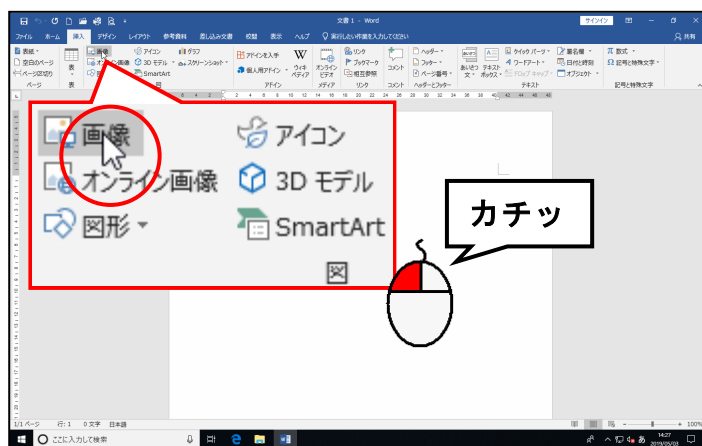 文書 1 - Word
サインイン
ファイル ホーム 挿入 デザイン レイアウト 参考資料 差し込み文書 校閲 表示 ヘルプ 実行したい作業を入力してください 共有
表紙 画像 アイコン グラフ アドインを入手 リンク ヘッダー クイック パーツ 署名欄 数式
空白のページ オンライン画像 3D モデル スクリーンショット ブックマーク フッター ワードアート 日付と時刻 記号と特殊文字
ページ区切り SmartArt 個人用アドイン 相互参照 ページ番号 ドロップ キャップ オブジェクト
表 ウィキペディア オンラインビデオ コメント あいさつ文 テキストボックス
ページ 表 図 アドイン メディア リンク コメント ヘッダーとフッター テキスト 記号と特殊文字
画像 アイコン
オンライン画像 3D モデル
図形 SmartArt
図
カチッ
1/1 ページ 行: 1 0 文字 日本語 100%
ここに入力して検索
14:27
2019/05/03